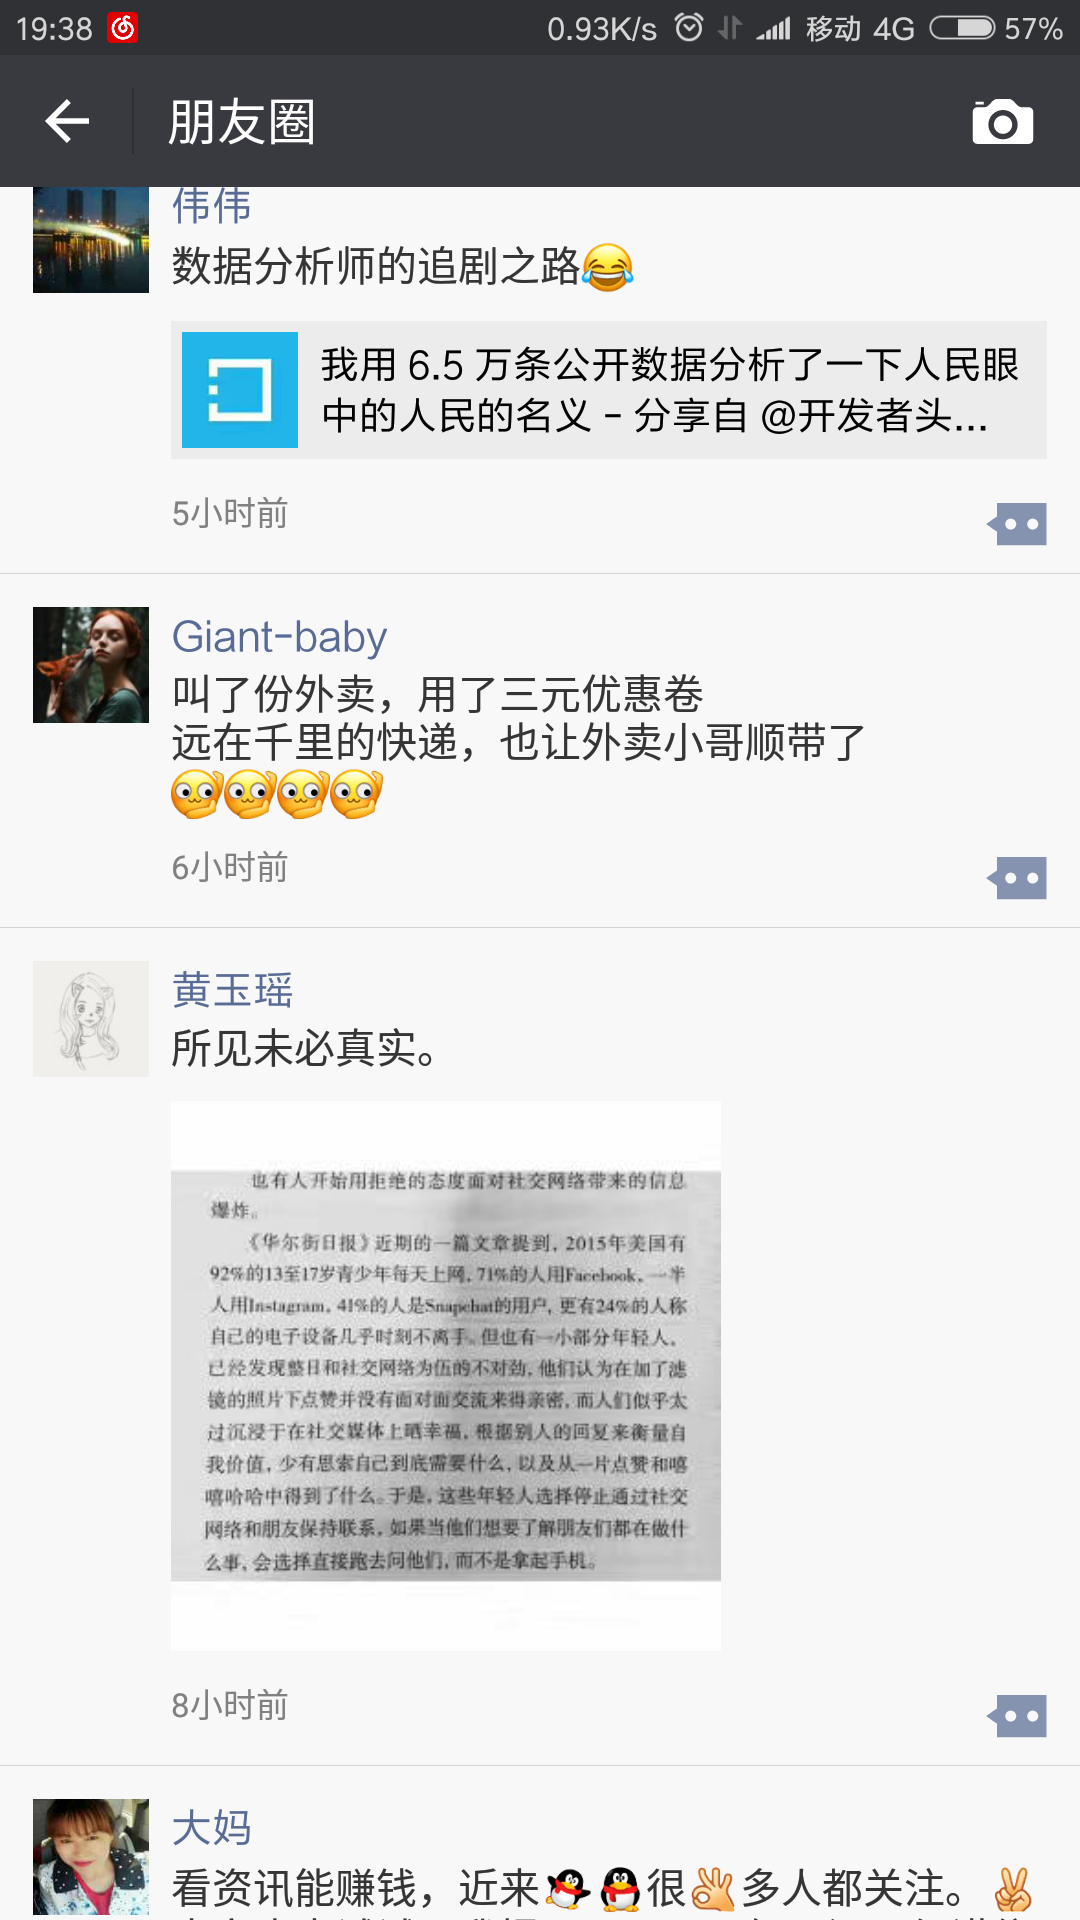 19:38 0.93K/s 移动 4G 57%
朋友圈
伟伟
数据分析师的追剧之路😂
我用 6.5 万条公开数据分析了一下人民眼
中的人民的名义 - 分享自 @开发者头...
5小时前
Giant-baby
叫了份外卖，用了三元优惠卷
远在千里的快递，也让外卖小哥顺带了
6小时前
黄玉瑶
所见未必真实。
也有人开始用拒绝的态度面对社交网络带来的信息
爆炸。
《华尔街日报》近期的一篇文章提到，2015年美国有
92%的13至17岁青少年每天上网，71%的人用Facebook，一半
人用Instagram，41%的人是Snapchat的用户，更有24%的人称
自己的电子设备几乎时刻不离手。但也有一小部分年轻人，
已经发现整日和社交网络为伍的不对劲，他们认为在加了滤
镜的照片下点赞并没有面对面交流来得亲密，而人们似乎太
过沉浸于在社交媒体上晒幸福，根据别人的回复来衡量自
我价值，少有思索自己到底需要什么，以及从一片点赞和嘻
嘻哈哈中得到了什么。于是，这些年轻人选择停止通过社交
网络和朋友保持联系，如果当他们想要了解朋友们都在做什
么事，会选择直接跑去问他们，而不是拿起手机。
8小时前
大妈
看资讯能赚钱，近来🐧🐧很👌多人都关注。✌